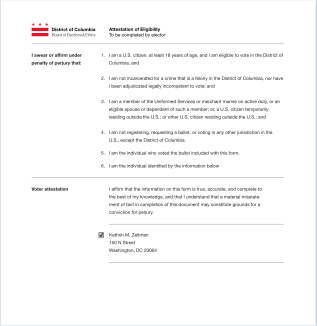 District of Columbia
Board of Elections & Ethics
Attestation of Eligibility
To be completed by elector
I swear or affirm under
penalty of perjury that:
1. I am a U.S. citizen, at least 18 years of age, and I am eligible to vote in the District of
Columbia; and
2. I am not incarcerated for a crime that is a felony in the District of Columbia, nor have
I been adjudicated legally incompetent to vote; and
3. I am a member of the Uniformed Services or merchant marine on active duty, or an
eligible spouse or dependent of such a member; or, a U.S. citizen temporarily
residing outside the U.S.; or other U.S. citizen residing outside the U.S.; and
4. I am not registering, requesting a ballot, or voting in any other jurisdiction in the
U.S., except the District of Columbia.
5. I am the individual who voted the ballot included with this form.
6. I am the individual identified by the information below
Voter attestation
I affirm that the information on this form is true, accurate, and complete to
the best of my knowledge, and that I understand that a material misstate-
ment of fact in completion of this document may constitute grounds for a
conviction for perjury.
Kathrin M. Zeltman
150 N Street
Washington, DC 20004